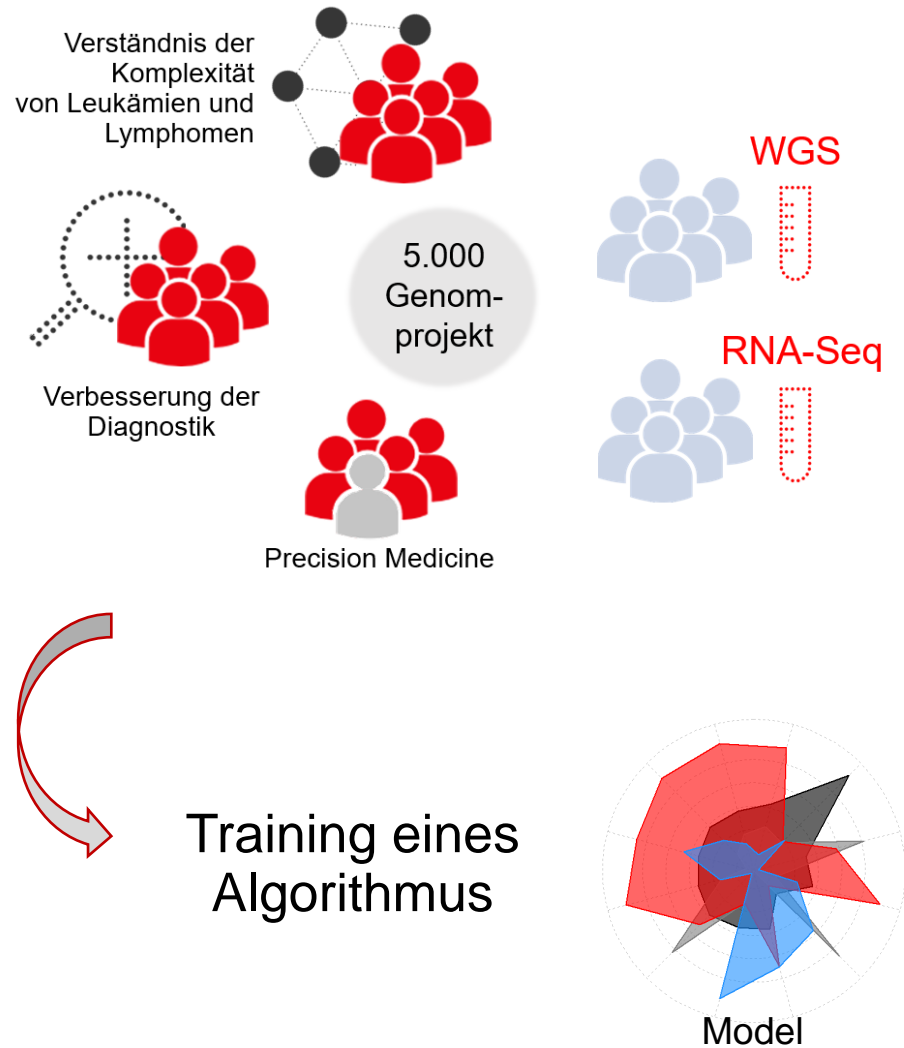 Verständnis der
Komplexität
von Leukämien und
Lymphomen
WGS
5.000
Genom-
projekt
RNA-Seq
Verbesserung der
Diagnostik
Precision Medicine
Training eines
Algorithmus
Model